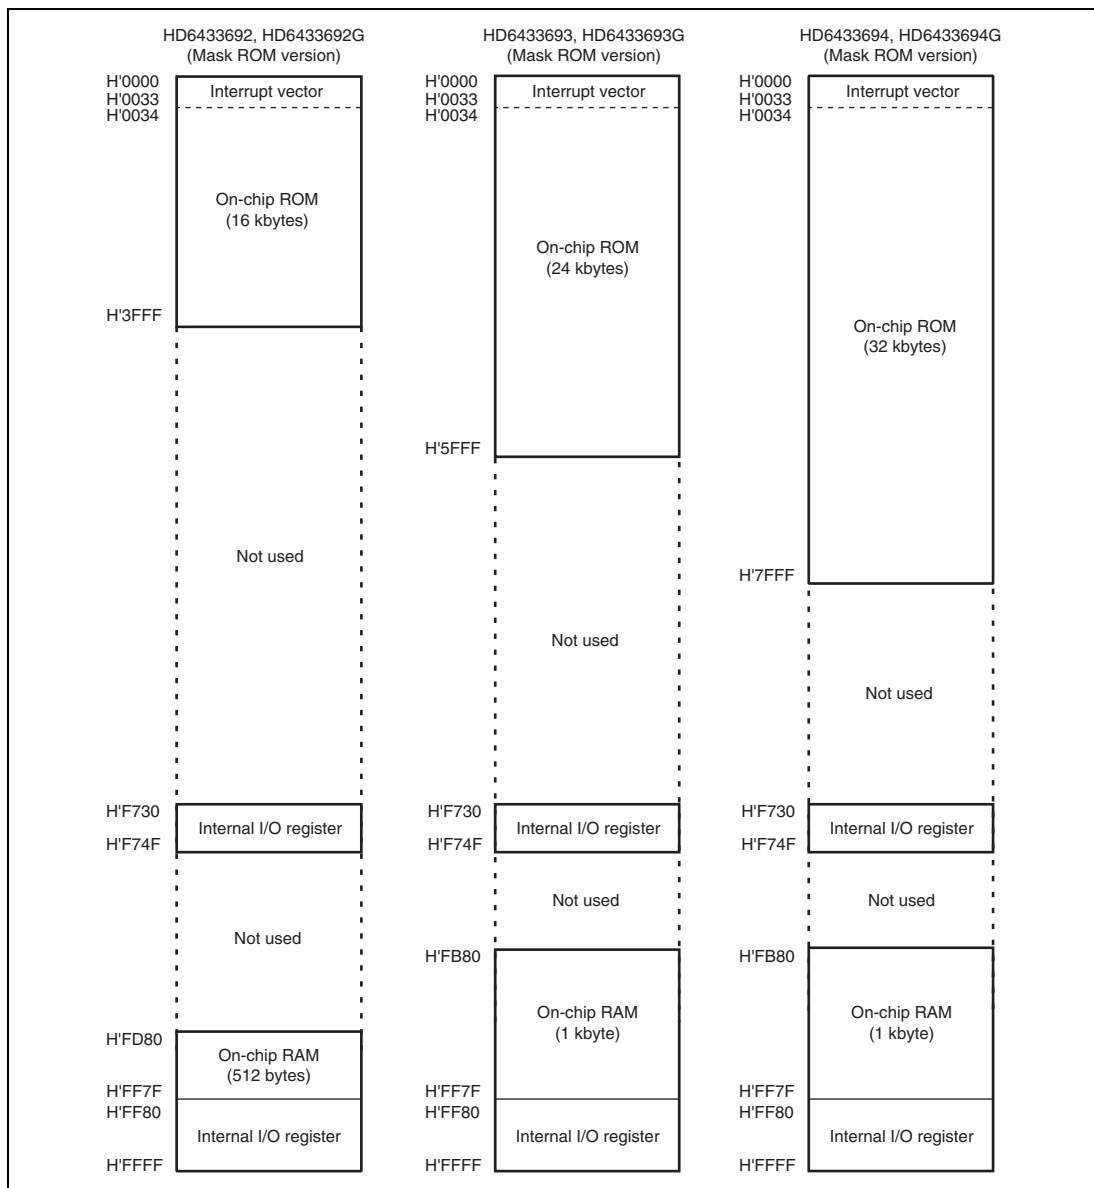 HD6433692, HD6433692G
(Mask ROM version)
H'0000
H'0033
H'0034
Interrupt vector
On-chip ROM
(16 kbytes)
H'3FFF
Not used
H'F730
Internal I/O register
H'F74F
Not used
H'FD80
On-chip RAM
(512 bytes)
H'FF7F
H'FF80
Internal I/O register
H'FFFF
HD6433693, HD6433693G
(Mask ROM version)
H'0000
H'0033
H'0034
Interrupt vector
On-chip ROM
(24 kbytes)
H'5FFF
Not used
H'F730
Internal I/O register
H'F74F
Not used
H'FB80
On-chip RAM
(1 kbyte)
H'FF7F
H'FF80
Internal I/O register
H'FFFF
HD6433694, HD6433694G
(Mask ROM version)
H'0000
H'0033
H'0034
Interrupt vector
On-chip ROM
(32 kbytes)
H'7FFF
Not used
H'F730
Internal I/O register
H'F74F
Not used
H'FB80
On-chip RAM
(1 kbyte)
H'FF7F
H'FF80
Internal I/O register
H'FFFF